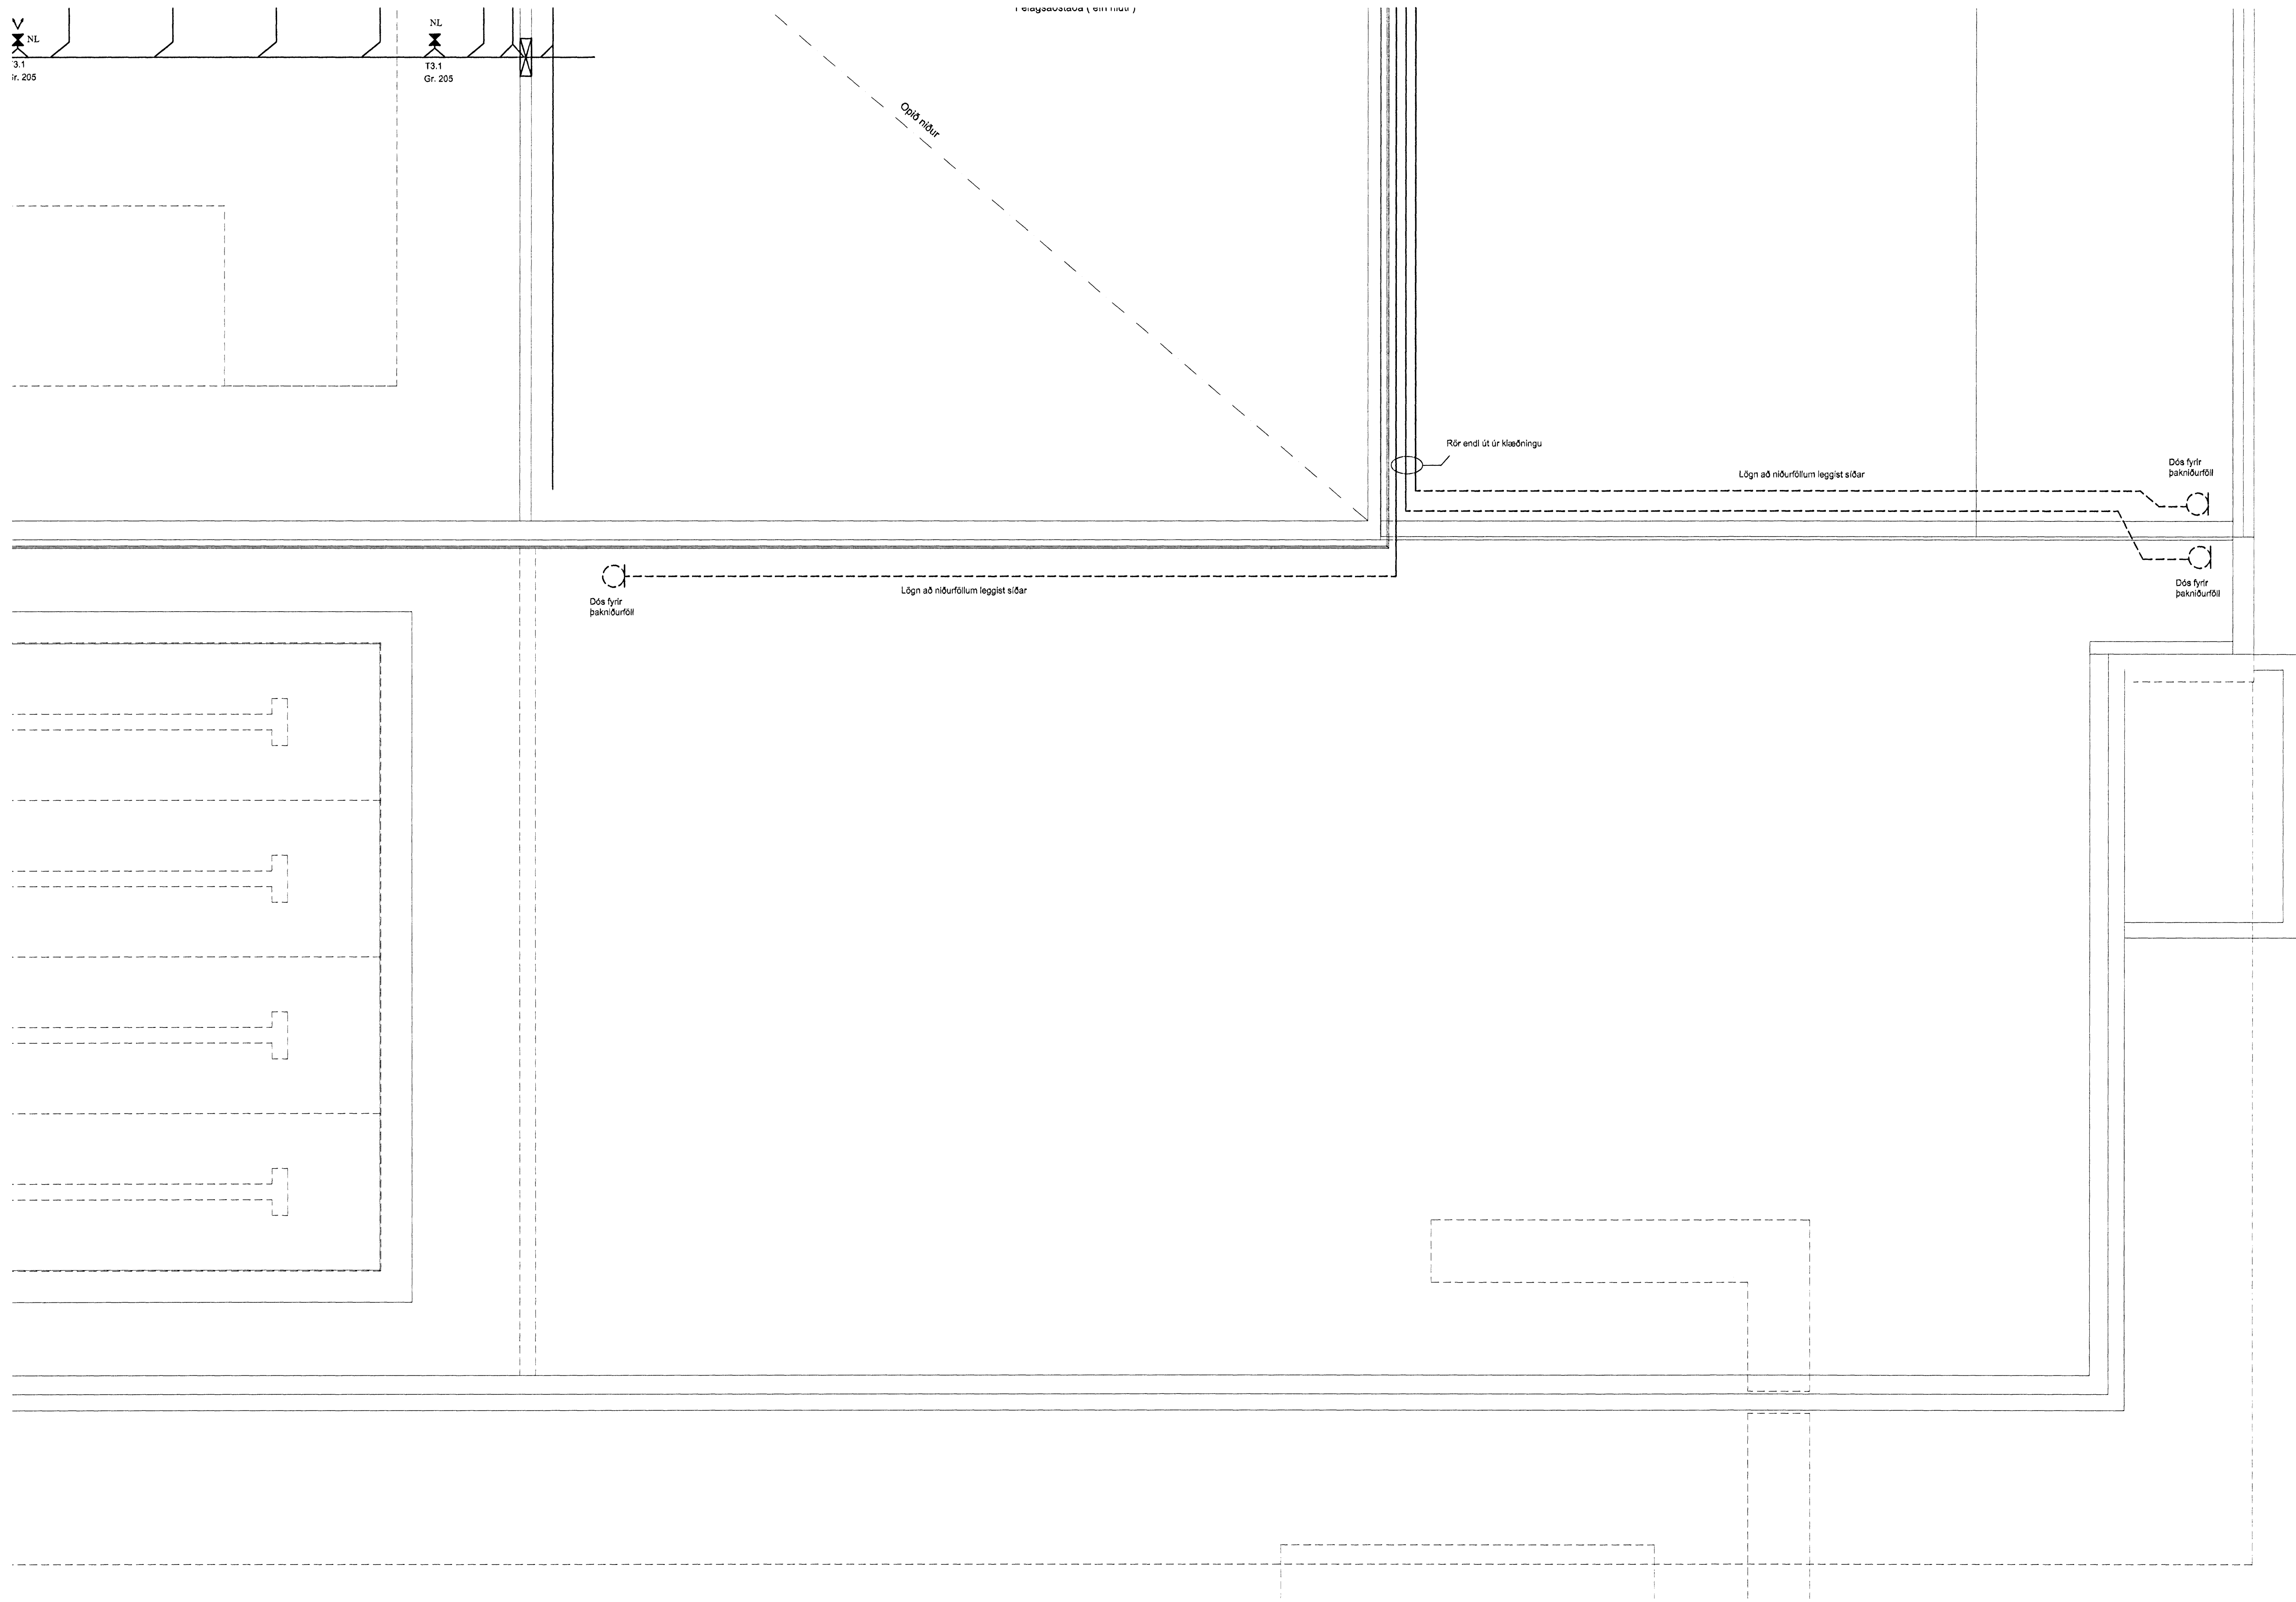 NL
3.1
r. 205
NL
T3.1
Gr. 205
Opið niður
Rör endi út úr klæðningu
Lögn að niðurföllum leggist síðar
Dós fyrir
þakniðurföll
Lögn að niðurföllum leggist síðar
Dós fyrir
þakniðurföll
Dós fyrir
þakniðurföll